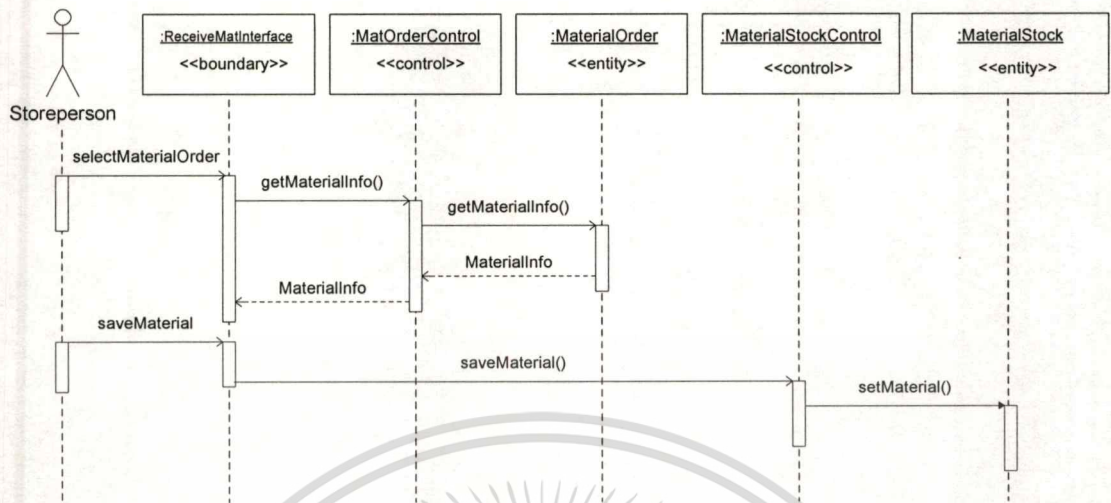 :ReceiveMatInterface
<<boundary>>
:MatOrderControl
<<control>>
:MaterialOrder
<<entity>>
:MaterialStockControl
<<control>>
:MaterialStock
<<entity>>
Storeperson
selectMaterialOrder
getMaterialInfo()
getMaterialInfo()
MaterialInfo
MaterialInfo
saveMaterial
saveMaterial()
setMaterial()